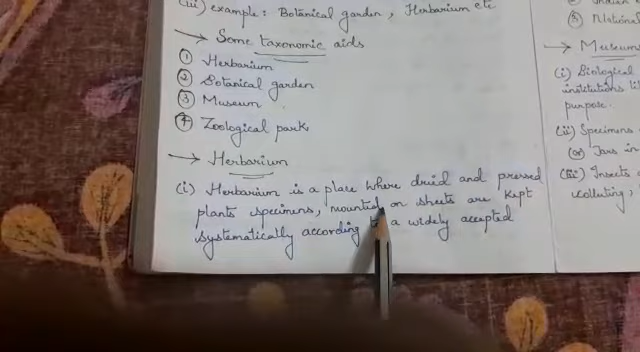 (iii) example: Botanical garden, Herbarium etc
→ Some taxonomic aids
① Herbarium
② Botanical garden
③ Museum
④ Zoological park
→ Herbarium
(i) Herbarium is a place where dried and pressed
plants specimens, mounted on sheets are kept
systematically according to a widely accepted
→ Museum
(i) Biological
institutions
purpose.
(ii) Specimens
(or) Jars in
(iii) Insects